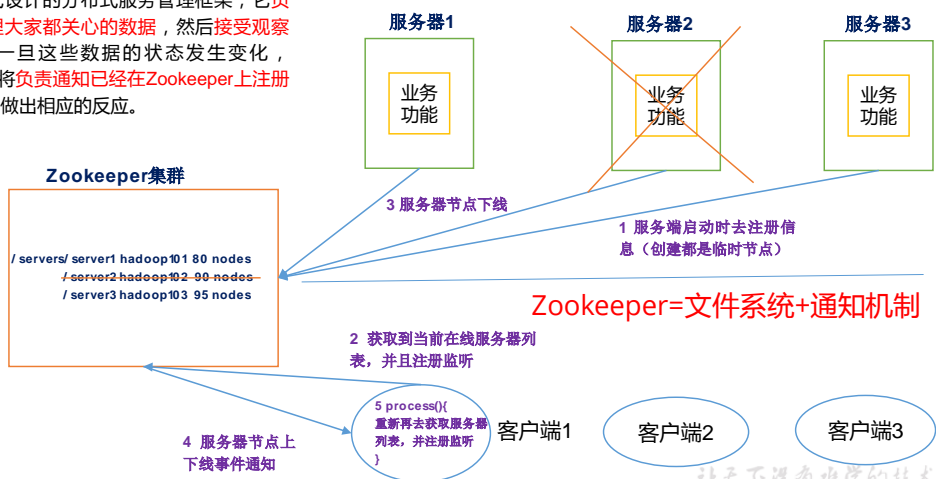 设计的分布式服务管理框架，它负
大家都关心的数据，然后接受观察
一旦这些数据的状态发生变化，
将负责通知已经在Zookeeper上注册
做出相应的反应。
服务器1
服务器2
服务器3
业务
功能
业务
功能
业务
功能
Zookeeper集群
3 服务器节点下线
1 服务端启动时去注册信
息（创建都是临时节点）
/ servers/ server1 hadoop101 80 nodes
/ server2 hadoop102 90 nodes
/ server3 hadoop103 95 nodes
Zookeeper=文件系统+通知机制
2 获取到当前在线服务器列
表，并且注册监听
5 process(){
重新再去获取服务器
列表，并注册监听
}
客户端1
客户端2
客户端3
4 服务器节点上
下线事件通知